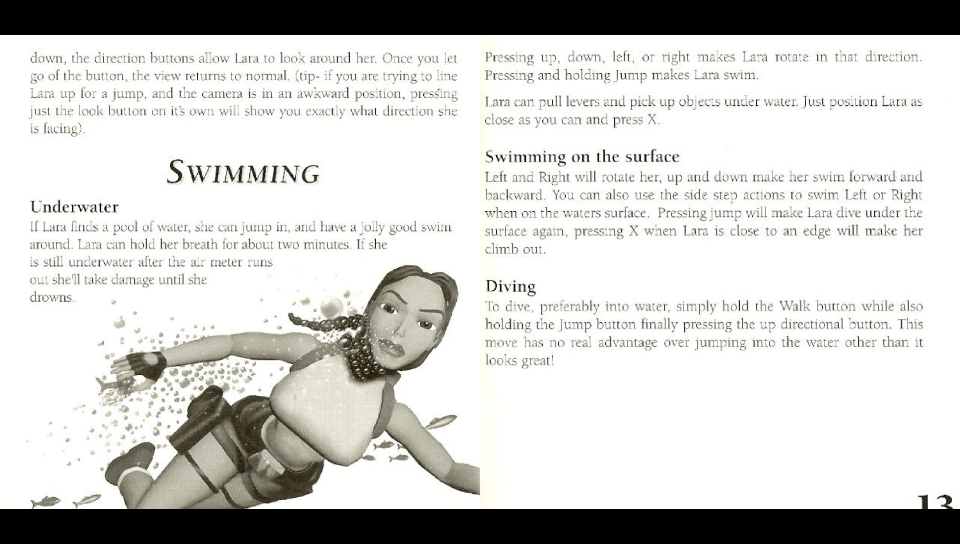 down, the direction buttons allow Lara to look around her. Once you let
go of the button, the view returns to normal. (tip- if you are trying to line
Lara up for a jump, and the camera is in an awkward position, pressing
just the look button on it's own will show you exactly what direction she
is facing).
SWIMMING
Underwater
If Lara finds a pool of water, she can jump in, and have a jolly good swim
around. Lara can hold her breath for about two minutes. If she
is still underwater after the air meter runs
out she'll take damage until she
drowns.
Pressing up, down, left, or right makes Lara rotate in that direction.
Pressing and holding Jump makes Lara swim.
Lara can pull levers and pick up objects under water. Just position Lara as
close as you can and press X.
Swimming on the surface
Left and Right will rotate her, up and down make her swim forward and
backward. You can also use the side step actions to swim Left or Right
when on the waters surface. Pressing jump will make Lara dive under the
surface again, pressing X when Lara is close to an edge will make her
climb out.
Diving
To dive, preferably into water, simply hold the Walk button while also
holding the Jump button finally pressing the up directional button. This
move has no real advantage over jumping into the water other than it
looks great!
13